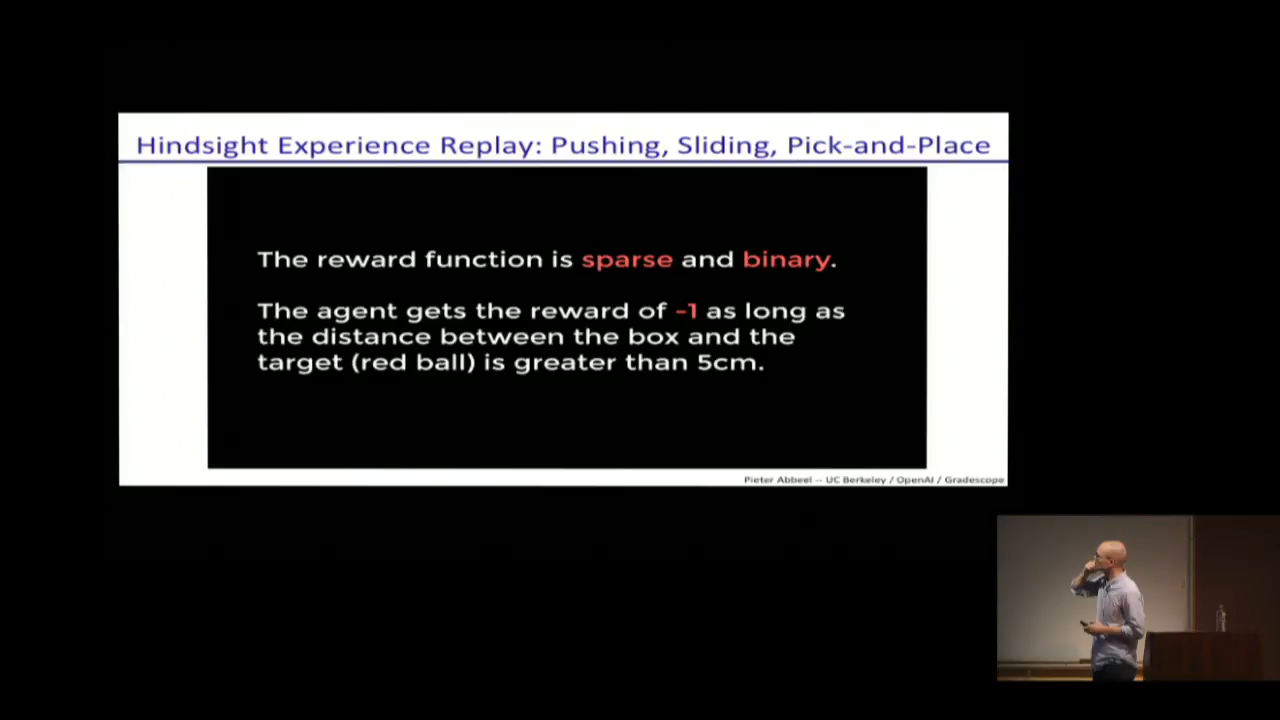 Hindsight Experience Replay: Pushing, Sliding, Pick-and-Place
The reward function is sparse and binary.
The agent gets the reward of -1 as long as
the distance between the box and the
target (red ball) is greater than 5cm.
Pieter Abbeel -- UC Berkeley / OpenAI / Gradescope